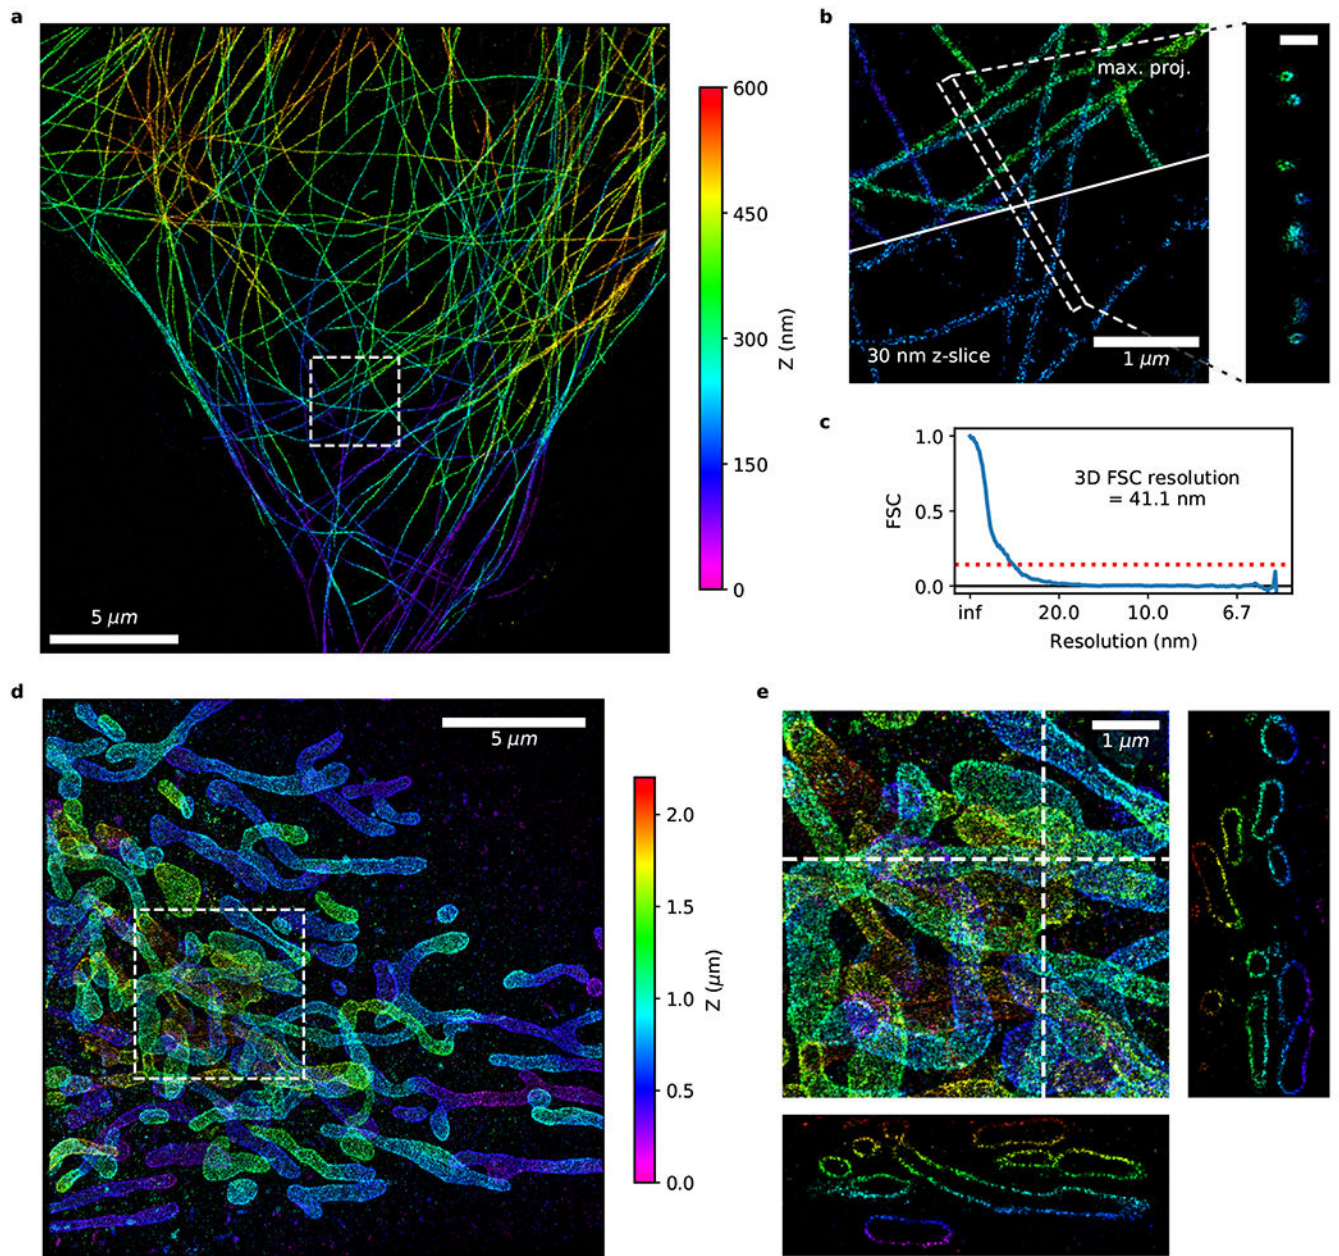 a
600
450
300
150
0
Z (nm)
5 μm
b
max. proj.
30 nm z-slice
1 μm
c
1.0
0.5
0.0
FSC
3D FSC resolution
= 41.1 nm
inf
20.0
10.0
6.7
Resolution (nm)
d
5 μm
2.0
1.5
1.0
0.5
0.0
Z (μm)
e
1 μm